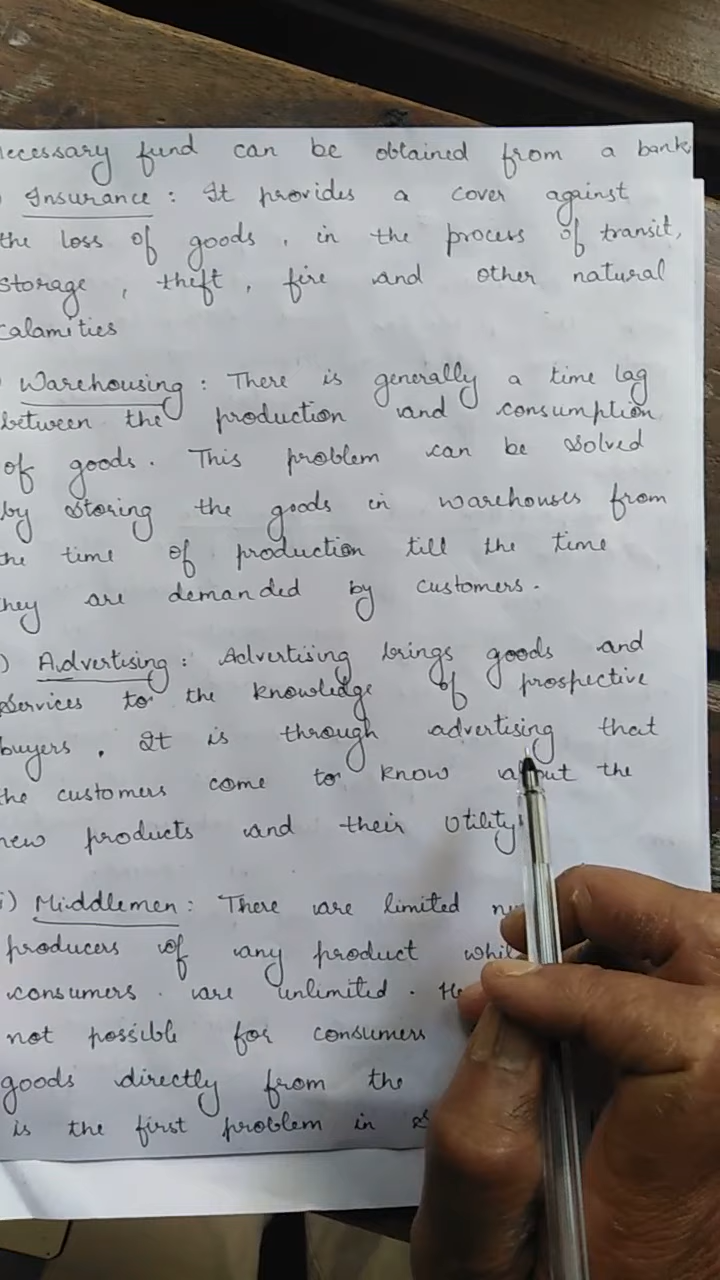 necessary fund can be obtained from a bank
Insurance : It provides a cover against
the loss of goods, in the process of transit,
storage, theft, fire and other natural
calamities
Warehousing : There is generally a time lag
between the production and consumption
of goods. This problem can be solved
by storing the goods in warehouses from
the time of production till the time
they are demanded by customers.
) Advertising : Advertising brings goods and
services to the knowledge of prospective
buyers. It is through advertising that
the customers come to know about the
new products and their Utility
i) Middlemen : There are limited
producers of any product
consumers are unlimited.
not possible for consumers
goods directly from the
is the first problem in